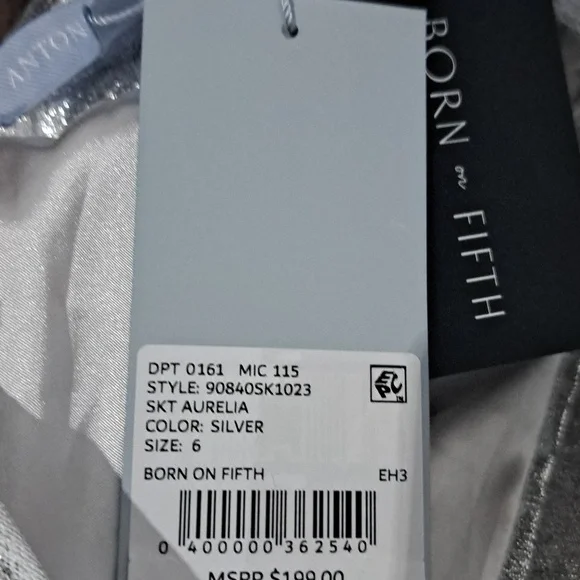 ANTON
BORN on FIFTH
DPT 0161 MIC 115
STYLE: 90840SK1023
SKT AURELIA
COLOR: SILVER
SIZE: 6
BORN ON FIFTH EH3
0 400000 362540
MSRP $199.00
EPC™